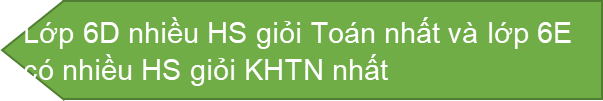 Lớp 6D nhiều HS giỏi Toán nhất và lớp 6E
có nhiều HS giỏi KHTN nhất